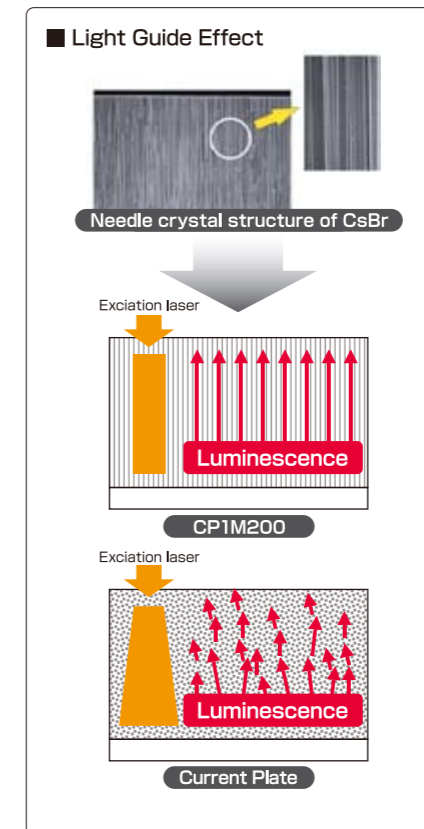 ■ Light Guide Effect
Needle crystal structure of CsBr
Exciation laser
Luminescence
CP1M200
Exciation laser
Luminescence
Current Plate